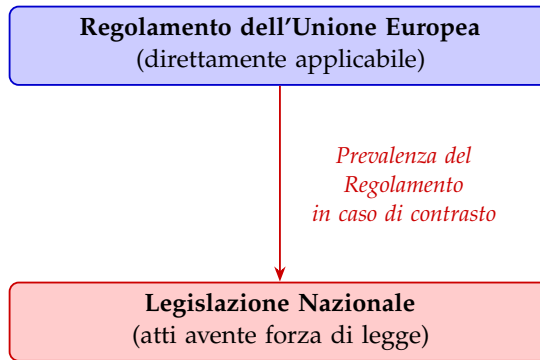 Regolamento dell'Unione Europea
(direttamente applicabile)
Prevalenza del
Regolamento
in caso di contrasto
Legislazione Nazionale
(atti avente forza di legge)